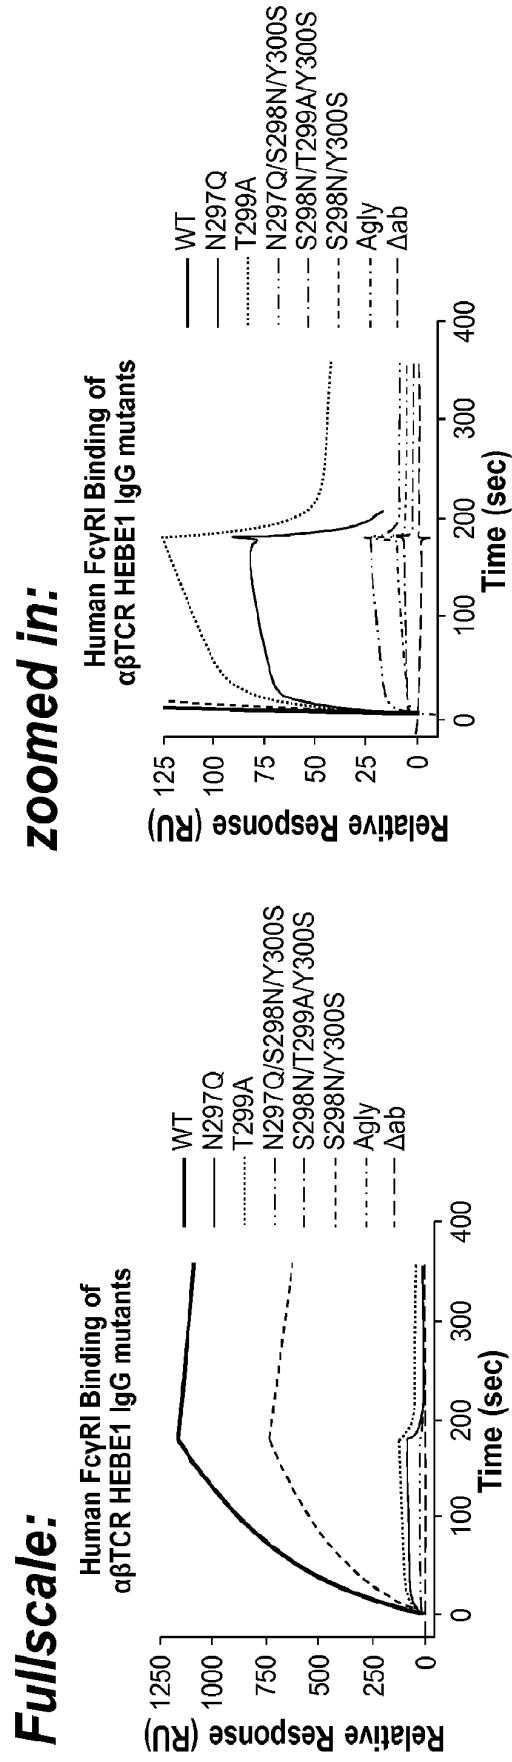 Fullscale:
Human FcγRI Binding of
αβTCR HEBE1 IgG mutants
Relative Response (RU)
1250
1000
750
500
250
0
0
100
200
300
400
Time (sec)
WT
N297Q
T299A
N297Q/S298N/Y300S
S298N/T299A/Y300S
S298N/Y300S
Agly
Δab
zoomed in:
Human FcγRI Binding of
αβTCR HEBE1 IgG mutants
Relative Response (RU)
125
100
75
50
25
0
0
100
200
300
400
Time (sec)
WT
N297Q
T299A
N297Q/S298N/Y300S
S298N/T299A/Y300S
S298N/Y300S
Agly
Δab